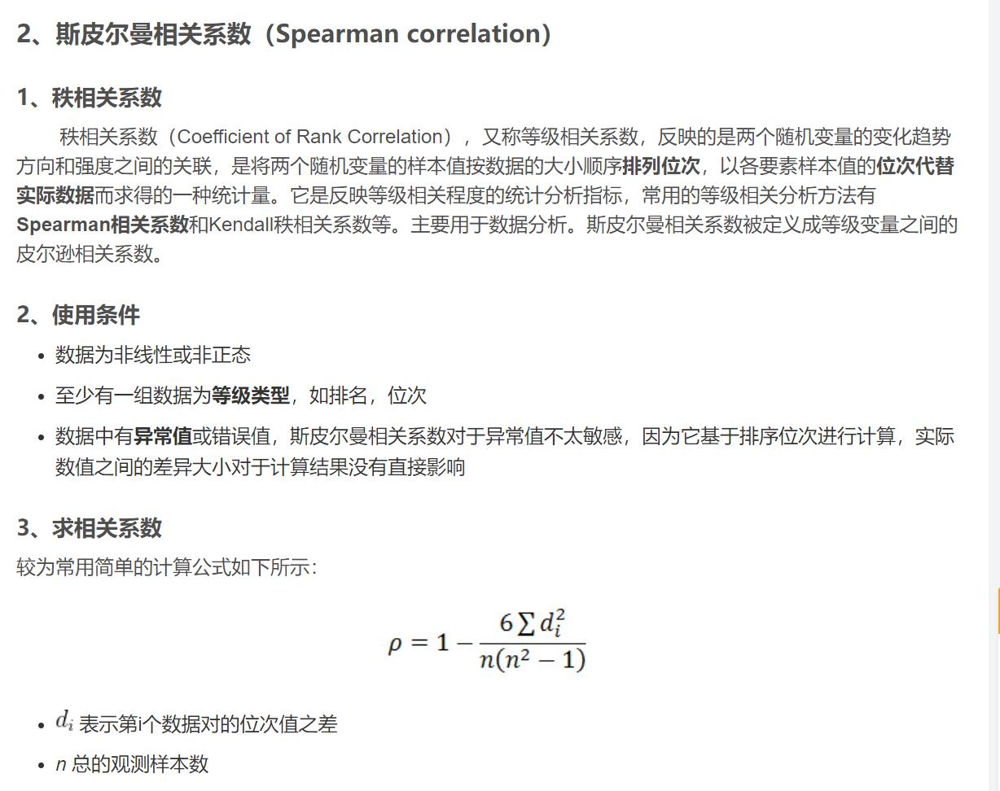 2、斯皮尔曼相关系数（Spearman correlation）
1、秩相关系数
秩相关系数（Coefficient of Rank Correlation），又称等级相关系数，反映的是两个随机变量的变化趋势
方向和强度之间的关联，是将两个随机变量的样本值按数据的大小顺序排列位次，以各要素样本值的位次代替
实际数据而求得的一种统计量。它是反映等级相关程度的统计分析指标，常用的等级相关分析方法有
Spearman相关系数和Kendall秩相关系数等。主要用于数据分析。斯皮尔曼相关系数被定义成等级变量之间的
皮尔逊相关系数。
2、使用条件
• 数据为非线性或非正态
• 至少有一组数据为等级类型，如排名，位次
• 数据中有异常值或错误值，斯皮尔曼相关系数对于异常值不太敏感，因为它基于排序位次进行计算，实际
数值之间的差异大小对于计算结果没有直接影响
3、求相关系数
较为常用简单的计算公式如下所示：
ρ = 1 − 6 ∑ d_i^2 / n(n² − 1)
• d_i 表示第i个数据对的位次值之差
• n 总的观测样本数